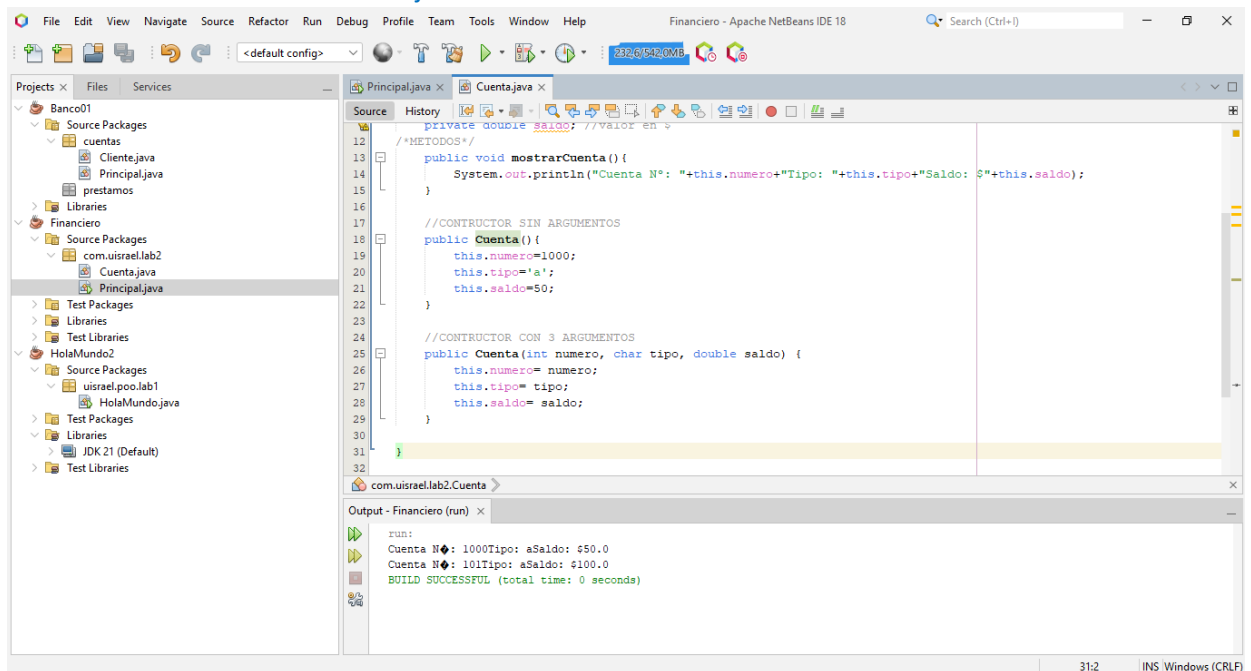 File Edit View Navigate Source Refactor Run Debug Profile Team Tools Window Help Financiero - Apache NetBeans IDE 18 Search (Ctrl+I)
<default config> 232,6/542,0MB
Projects Files Services
Banco01
Source Packages
cuentas
Cliente.java
Principal.java
prestamos
Libraries
Financiero
Source Packages
com.uisrael.lab2
Cuenta.java
Principal.java
Test Packages
Libraries
Test Libraries
HolaMundo2
Source Packages
uisrael.poo.lab1
HolaMundo.java
Test Packages
Libraries
JDK 21 (Default)
Test Libraries
Principal.java Cuenta.java
Source History
private double saldo; //valor en $
12 /*METODOS*/
13 public void mostrarCuenta(){
14 System.out.println("Cuenta Nº: "+this.numero+"Tipo: "+this.tipo+"Saldo: $"+this.saldo);
15 }
16
17 //CONTRUCTOR SIN ARGUMENTOS
18 public Cuenta(){
19 this.numero=1000;
20 this.tipo='a';
21 this.saldo=50;
22 }
23
24 //CONTRUCTOR CON 3 ARGUMENTOS
25 public Cuenta(int numero, char tipo, double saldo) {
26 this.numero= numero;
27 this.tipo= tipo;
28 this.saldo= saldo;
29 }
30
31 }
32
com.uisrael.lab2.Cuenta
Output - Financiero (run)
run:
Cuenta N�: 1000Tipo: aSaldo: $50.0
Cuenta N�: 101Tipo: aSaldo: $100.0
BUILD SUCCESSFUL (total time: 0 seconds)
31:2 INS Windows (CRLF)